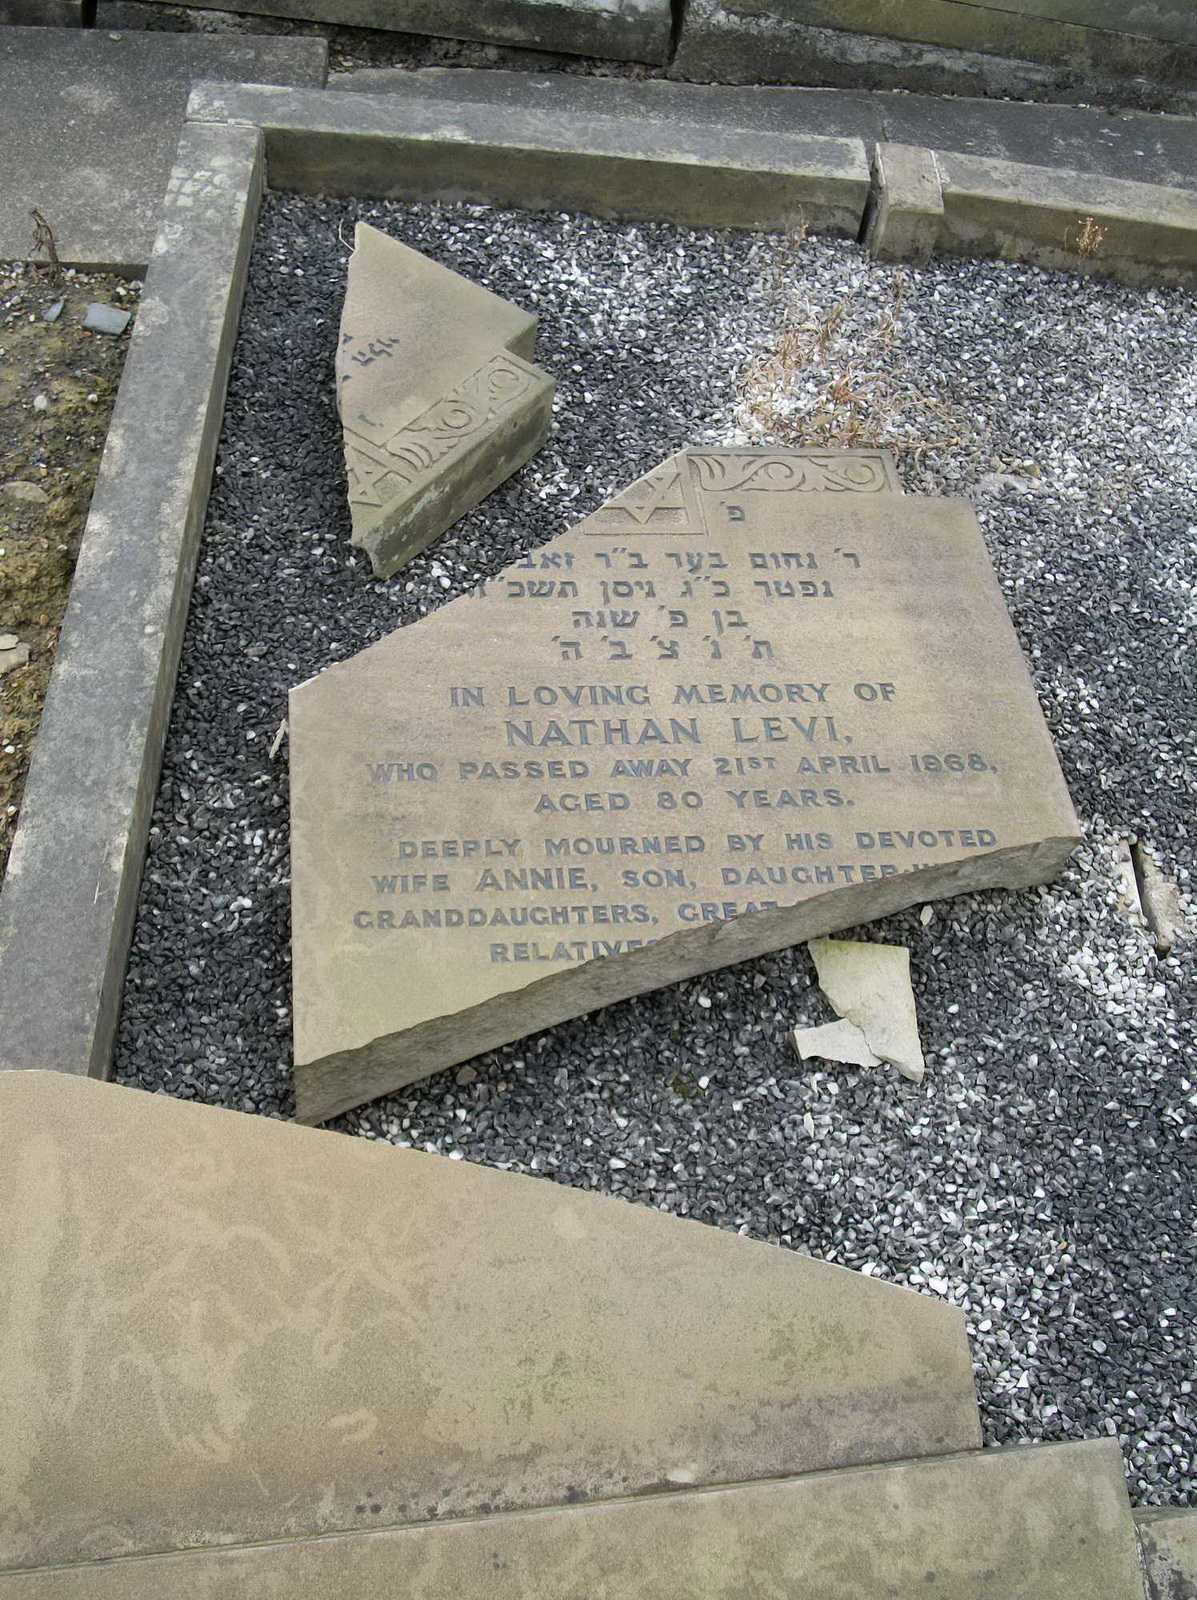 פ'
ר' נחום בער ב"ר זאב
הלוי
נפטר כ"ג ניסן תשכ"ח
בן פ' שנה
ת' נ' צ' ב' ה'
IN LOVING MEMORY OF
NATHAN LEVI,
WHO PASSED AWAY 21ST APRIL 1968,
AGED 80 YEARS.
DEEPLY MOURNED BY HIS DEVOTED
WIFE ANNIE, SON, DAUGHTER
GRANDDAUGHTERS, GREAT
RELATIVES